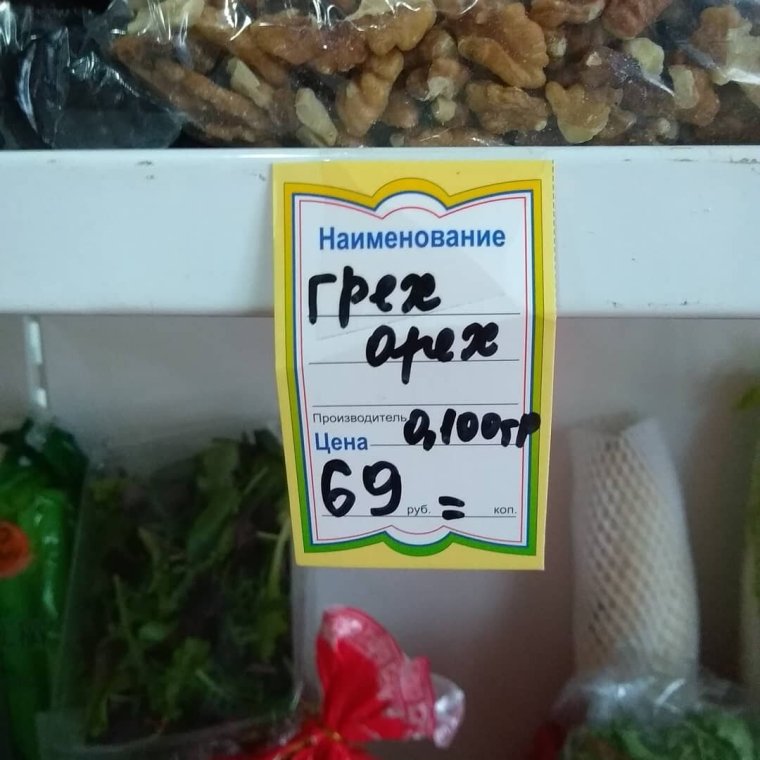 Наименование
грех
орех
Производитель 0,100гр
Цена
69 руб. = коп.